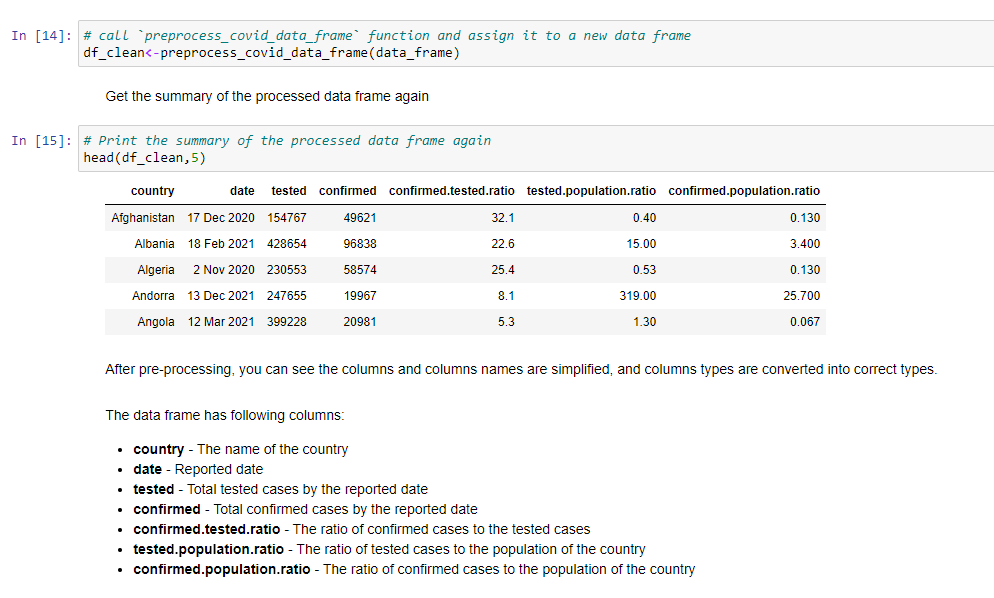 In [14]: # call `preprocess_covid_data_frame` function and assign it to a new data frame
df_clean<-preprocess_covid_data_frame(data_frame)
Get the summary of the processed data frame again
In [15]: # Print the summary of the processed data frame again
head(df_clean,5)
country date tested confirmed confirmed.tested.ratio tested.population.ratio confirmed.population.ratio
Afghanistan 17 Dec 2020 154767 49621 32.1 0.40 0.130
Albania 18 Feb 2021 428654 96838 22.6 15.00 3.400
Algeria 2 Nov 2020 230553 58574 25.4 0.53 0.130
Andorra 13 Dec 2021 247655 19967 8.1 319.00 25.700
Angola 12 Mar 2021 399228 20981 5.3 1.30 0.067
After pre-processing, you can see the columns and columns names are simplified, and columns types are converted into correct types.
The data frame has following columns:
• country - The name of the country
• date - Reported date
• tested - Total tested cases by the reported date
• confirmed - Total confirmed cases by the reported date
• confirmed.tested.ratio - The ratio of confirmed cases to the tested cases
• tested.population.ratio - The ratio of tested cases to the population of the country
• confirmed.population.ratio - The ratio of confirmed cases to the population of the country